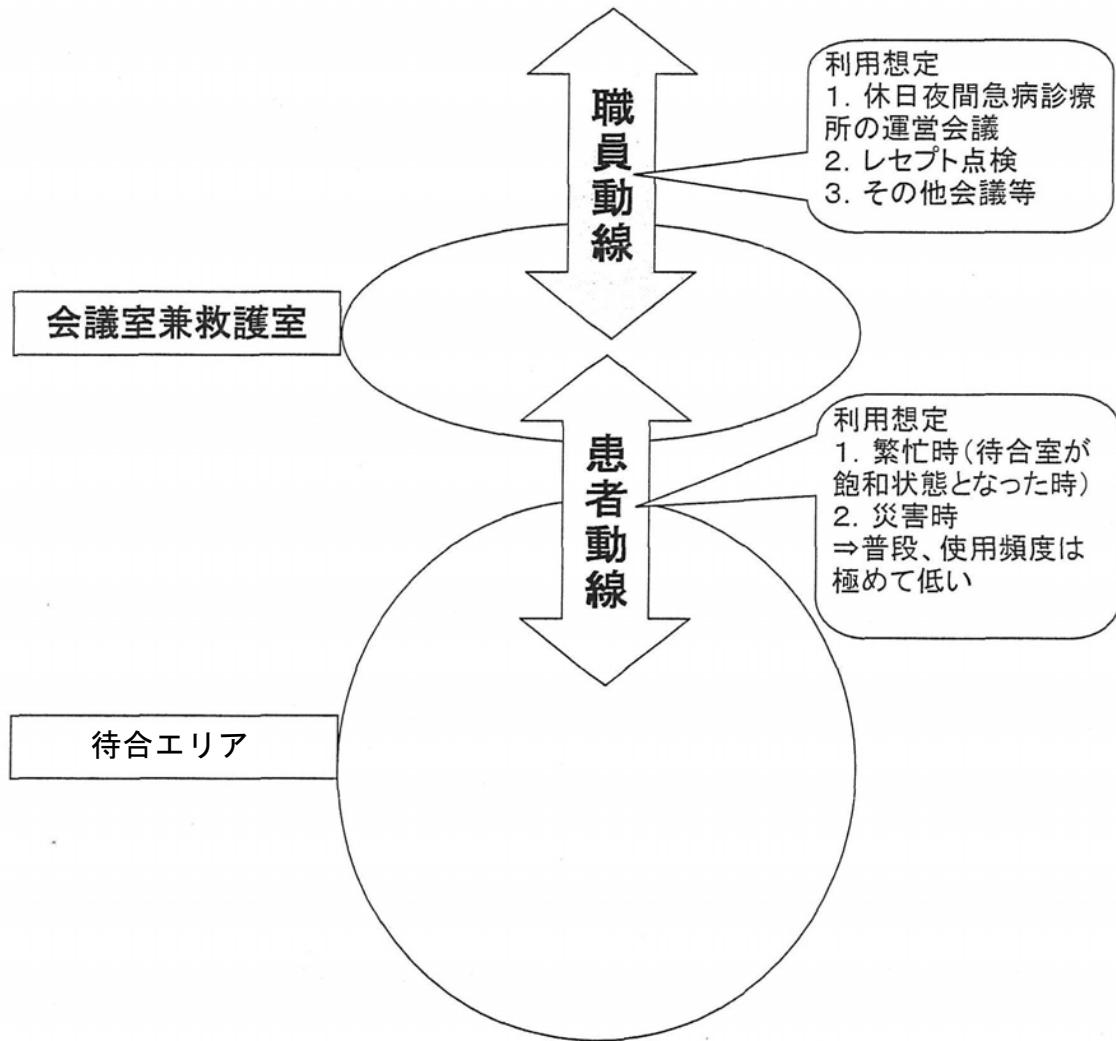 職員動線
利用想定
1. 休日夜間急病診療
所の運営会議
2. レセプト点検
3. その他会議等
会議室兼救護室
患者動線
利用想定
1. 繁忙時(待合室が
飽和状態となった時)
2. 災害時
⇒普段、使用頻度は
極めて低い
待合エリア